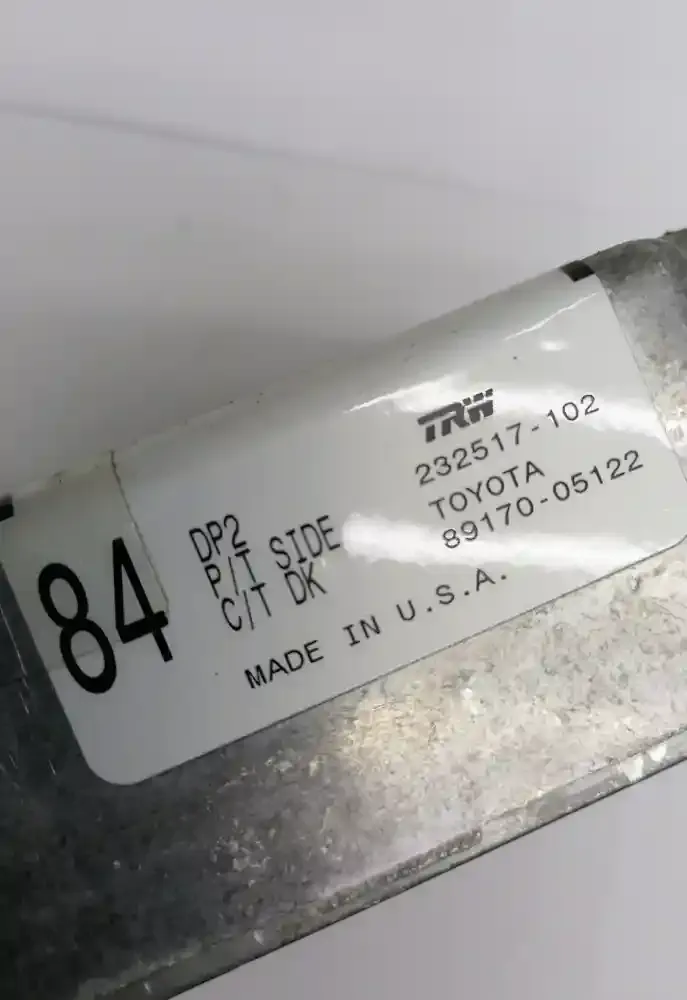 84
DP2
P/T SIDE
C/T DK
MADE IN U.S.A.
TRW
232517-102
TOYOTA
89170-05122